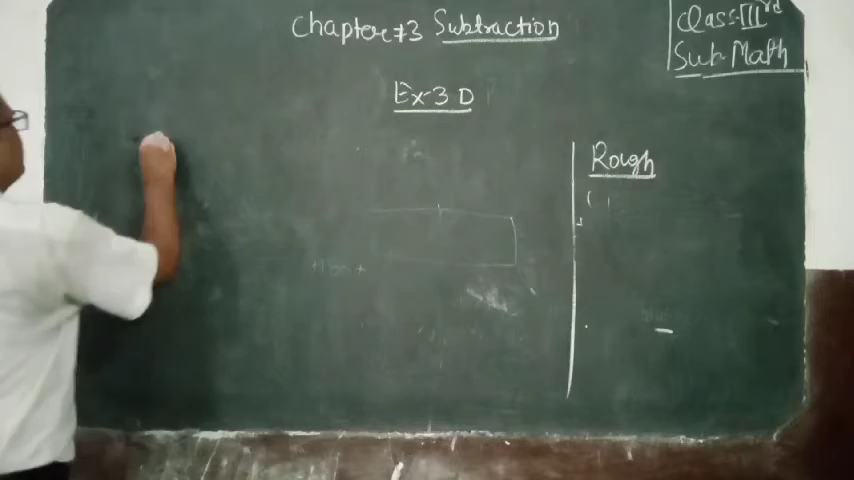 Chapter #3 Subtraction
Class-III rd
Sub-Math
Ex-3 D
Rough